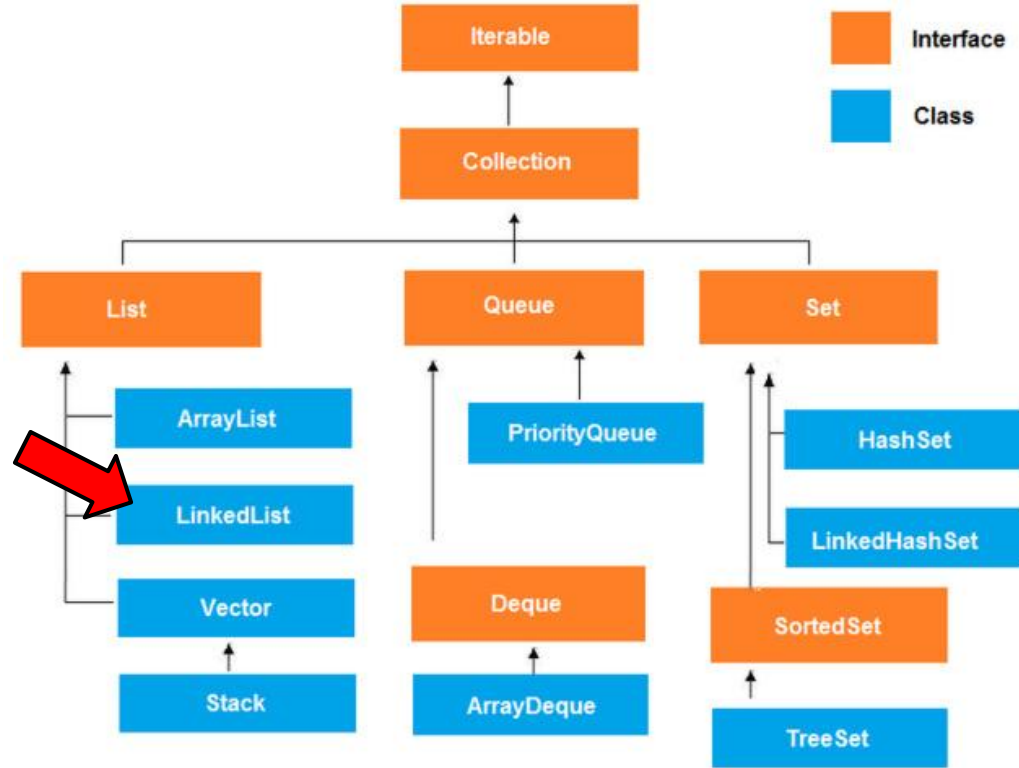 Iterable
Interface
Class
Collection
List
Queue
Set
ArrayList
PriorityQueue
HashSet
LinkedList
LinkedHashSet
Vector
Deque
SortedSet
Stack
ArrayDeque
TreeSet